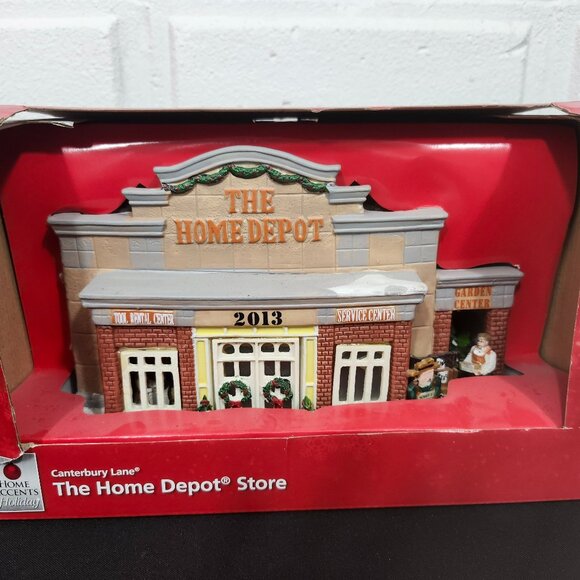 THE
HOME DEPOT
GARDEN
CENTER
TOOL RENTAL CENTER
2013
SERVICE CENTER
HOME
ACCENTS
Holiday
Canterbury Lane®
The Home Depot® Store